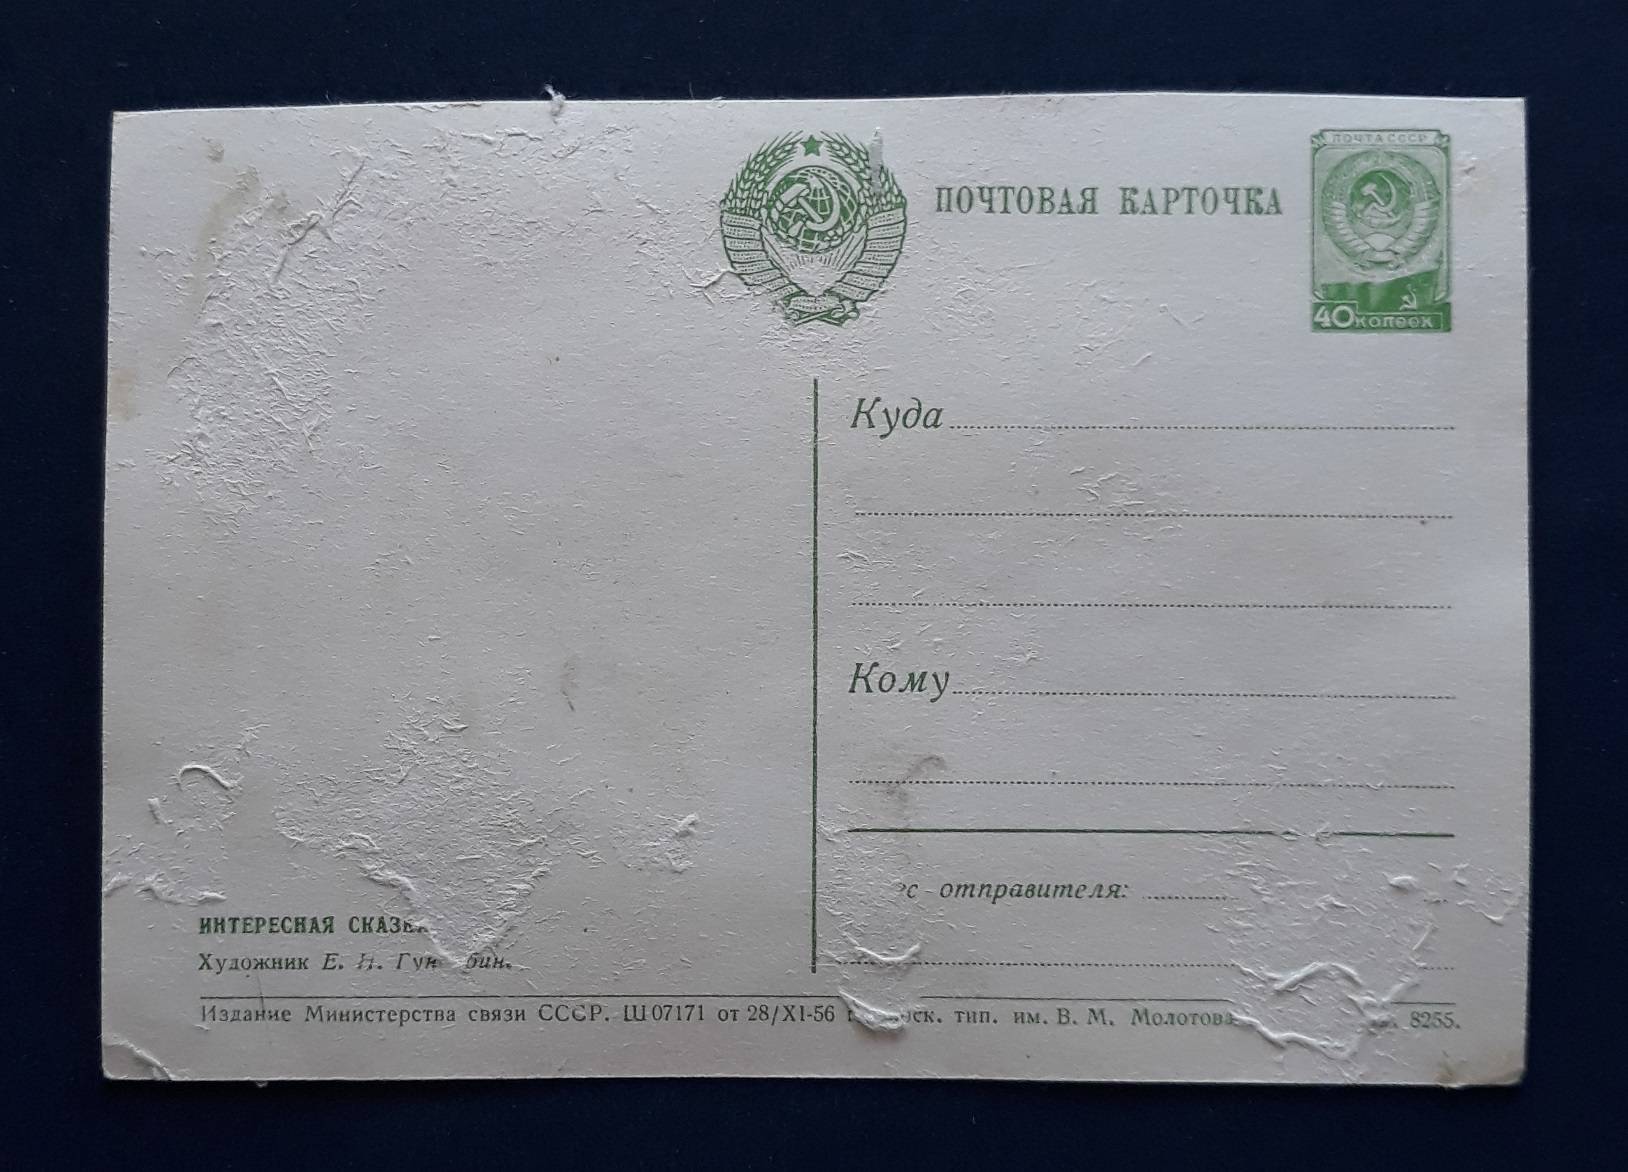 ПОЧТА СССР
ПОЧТОВАЯ КАРТОЧКА
40 КОПЕЕК
Куда
Кому
отправителя:
ИНТЕРЕСНАЯ
Художник Е.
Издание Министерства связи СССР. Ш 07171 от 28/XI-56 тип. им. В. М. Молотова 8255.